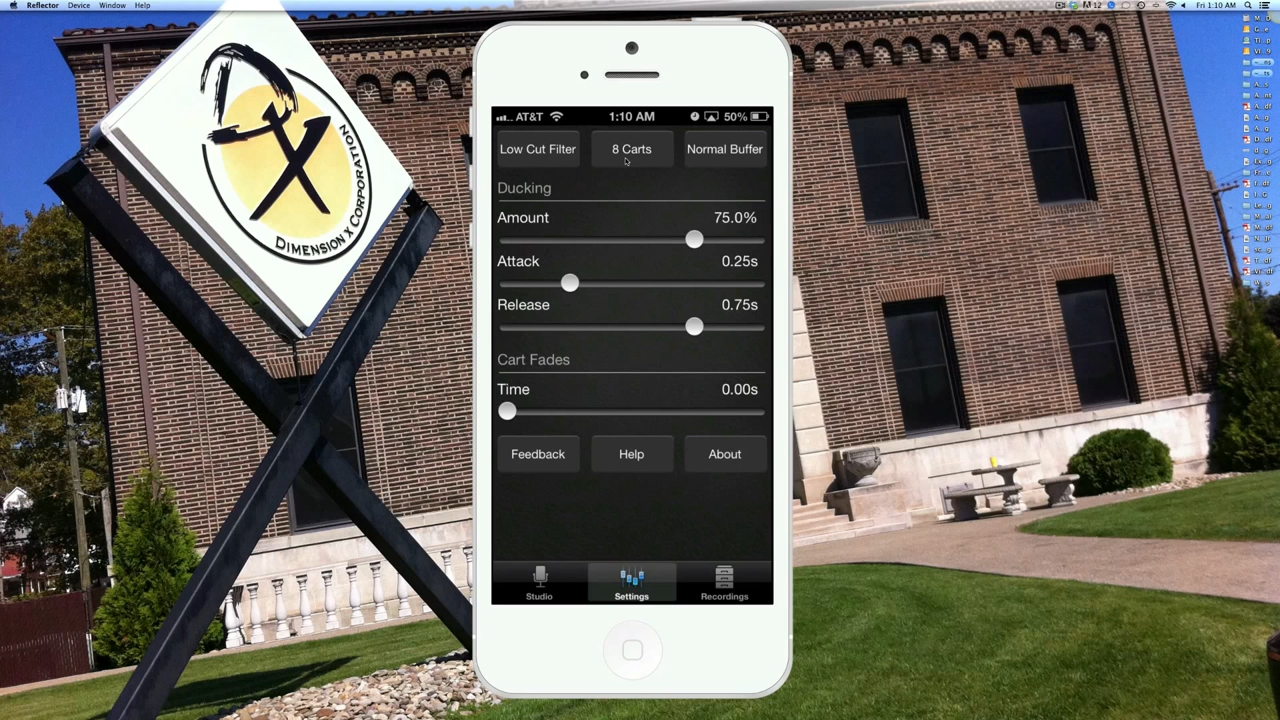 Reflector Device Window Help
12 Fri 1:10 AM
DIMENSION X CORPORATION
AT&T 1:10 AM 50%
Low Cut Filter 8 Carts Normal Buffer
Ducking
Amount 75.0%
Attack 0.25s
Release 0.75s
Cart Fades
Time 0.00s
Feedback Help About
Studio Settings Recordings